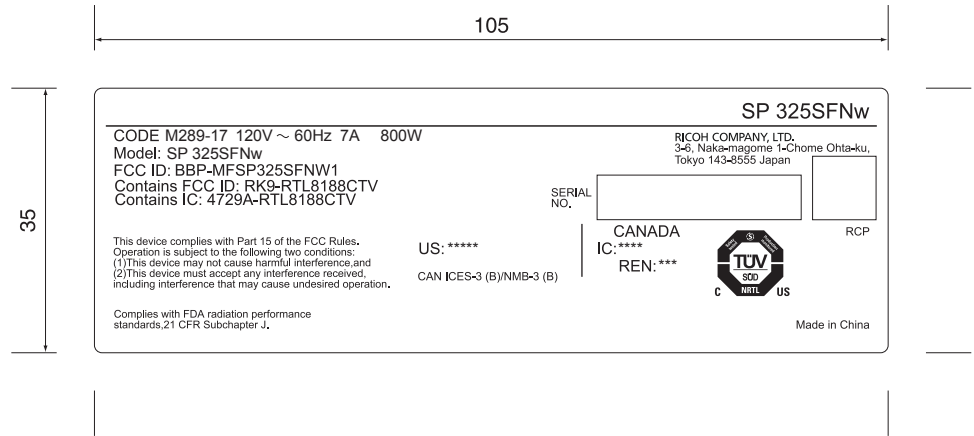 105
35
SP 325SFNw
CODE M289-17 120V ~ 60Hz 7A 800W
Model: SP 325SFNw
FCC ID: BBP-MFSP325SFNW1
Contains FCC ID: RK9-RTL8188CTV
Contains IC: 4729A-RTL8188CTV
RICOH COMPANY, LTD.
3-6, Naka-magome 1-Chome Ohta-ku,
Tokyo 143-8555 Japan
SERIAL
NO.
RCP
This device complies with Part 15 of the FCC Rules.
Operation is subject to the following two conditions:
(1)This device may not cause harmful interference,and
(2)This device must accept any interference received,
including interference that may cause undesired operation.
US: *****
CAN ICES-3 (B)/NMB-3 (B)
CANADA
IC:****
REN:***
TÜV
SÜD
C NRTL US
Complies with FDA radiation performance
standards,21 CFR Subchapter J.
Made in China